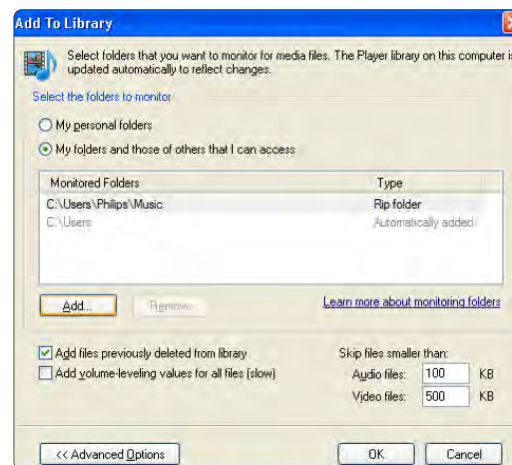 Add To Library
Select folders that you want to monitor for media files. The Player library on this computer is
updated automatically to reflect changes.
Select the folders to monitor
My personal folders
My folders and those of others that I can access
Monitored Folders Type
C:\Users\Philips\Music Rip folder
C:\Users Automatically added
Add... Remove Learn more about monitoring folders
Add files previously deleted from library Skip files smaller than:
Add volume-leveling values for all files (slow) Audio files: 100 KB
Video files: 500 KB
<< Advanced Options OK Cancel